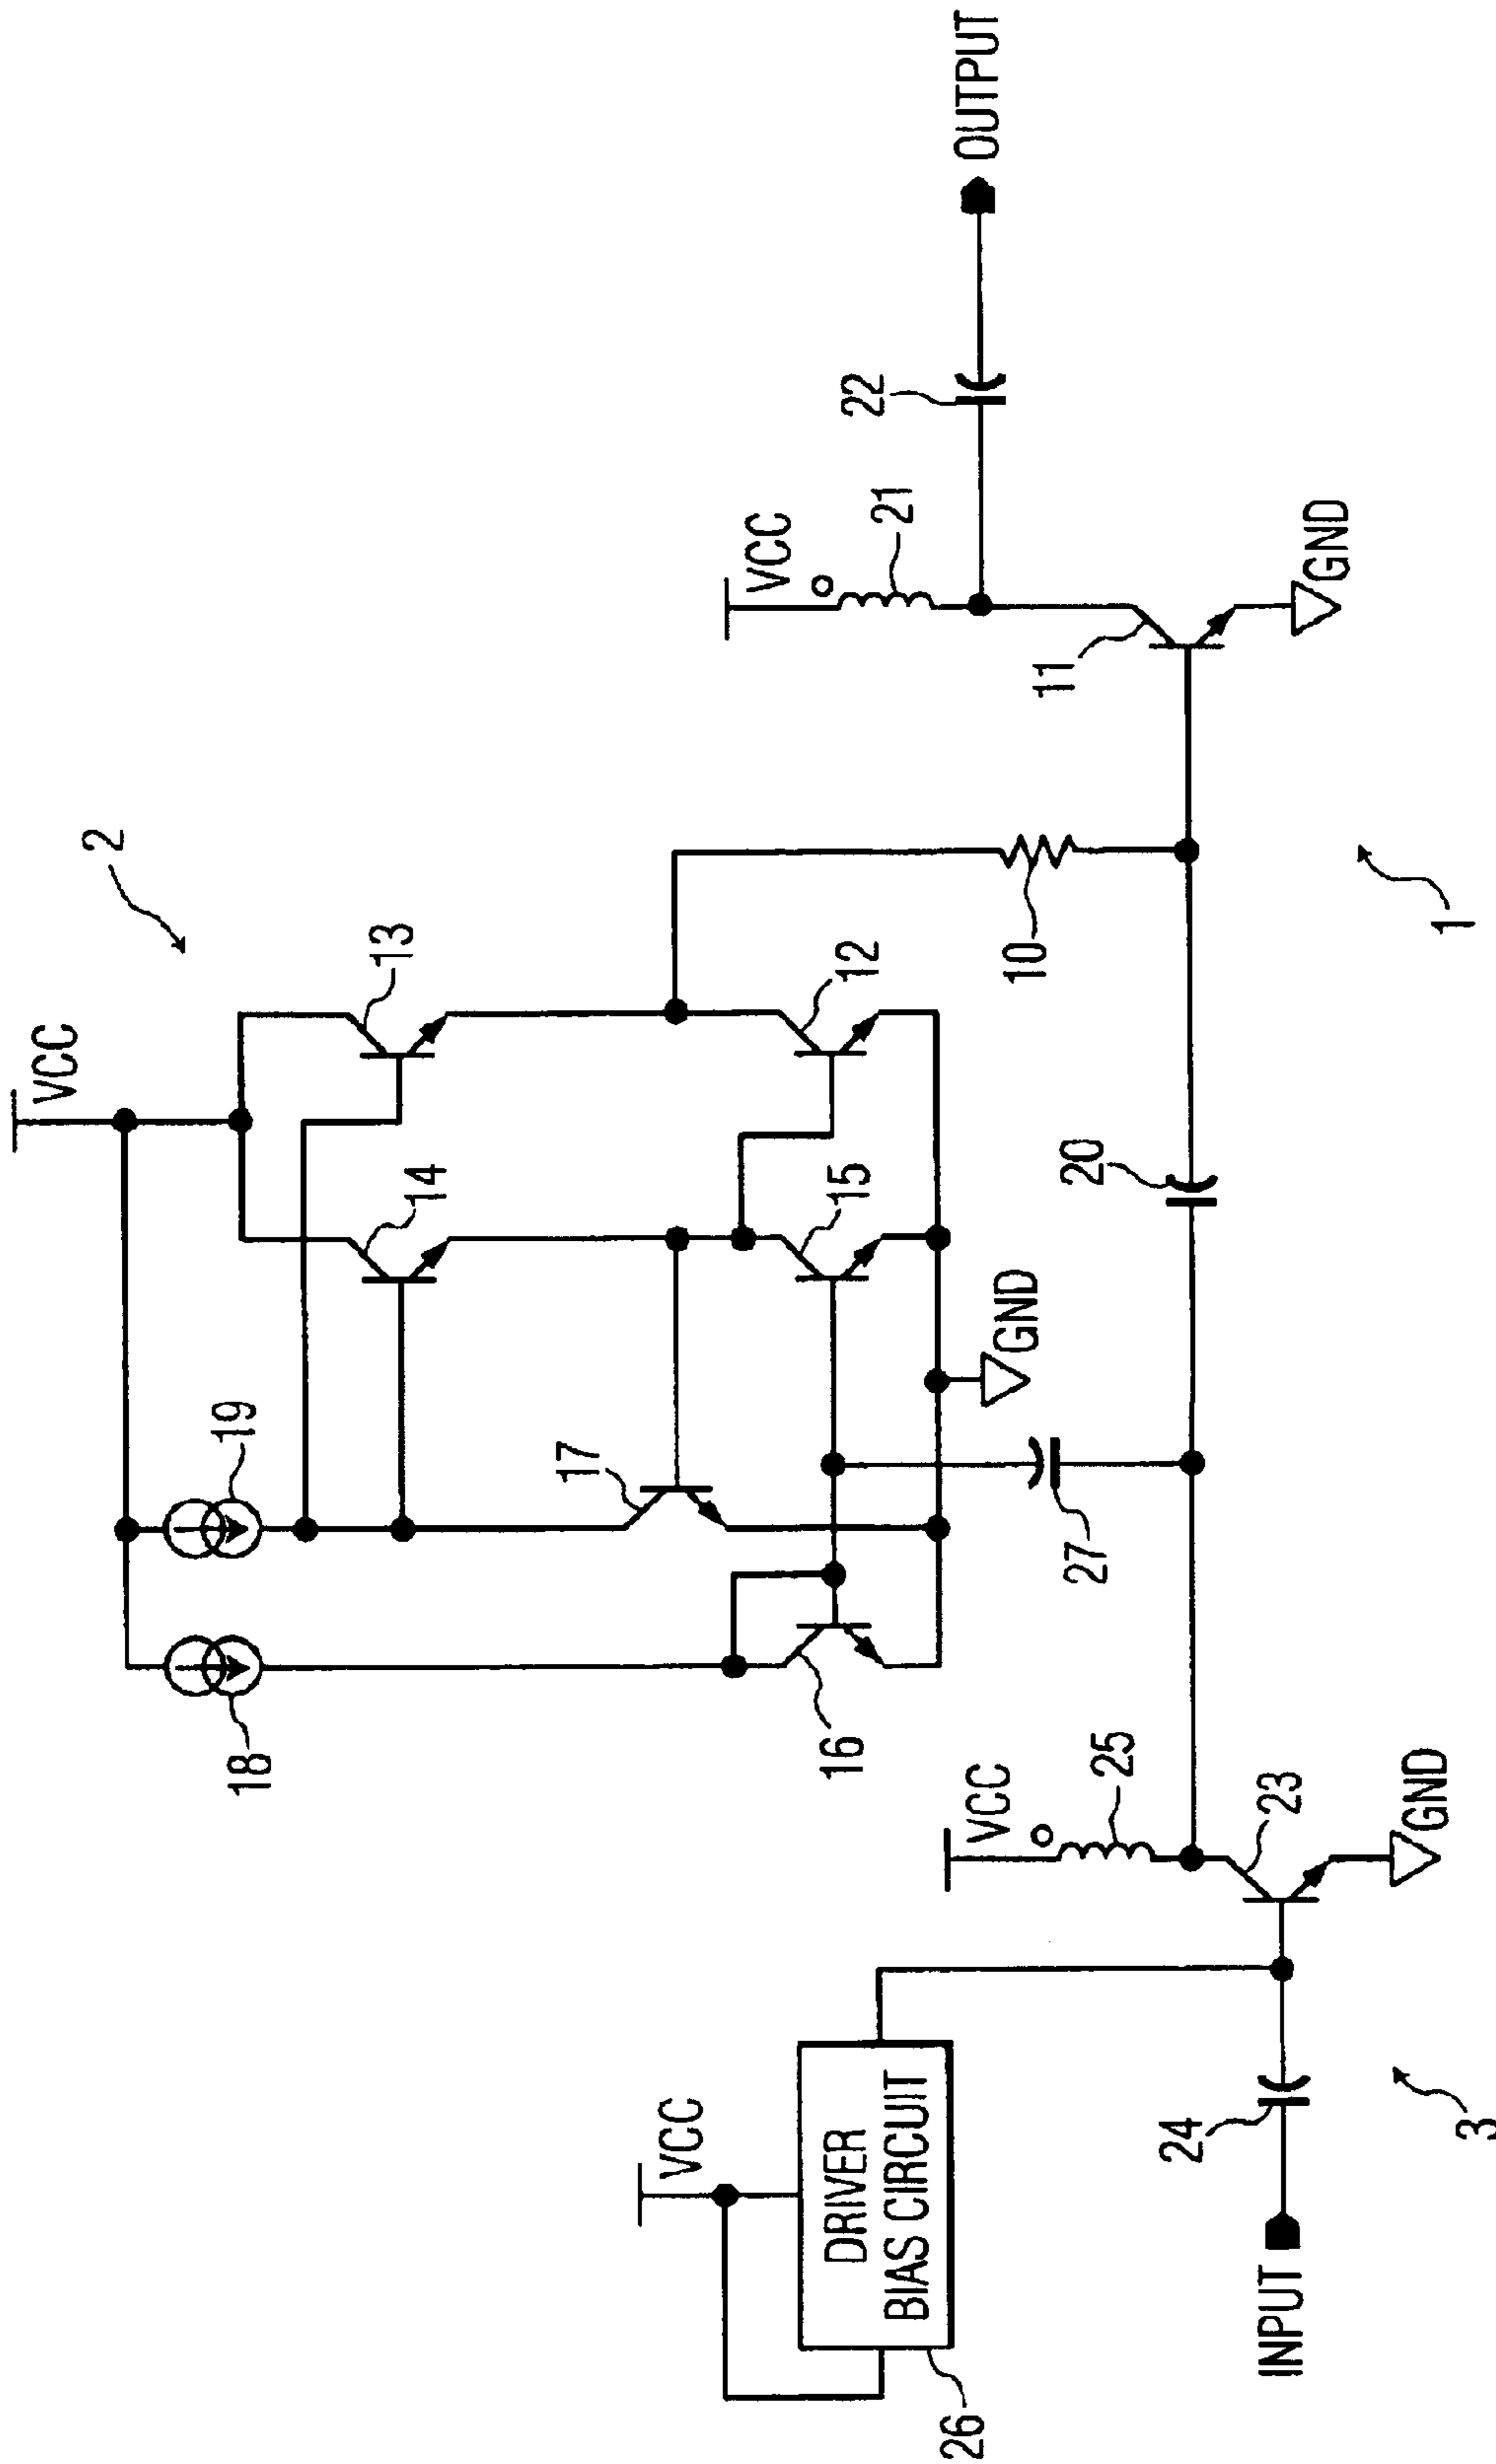 2
VCC
18
19
14
13
17
16
15
12
GND
27
10
20
VCC
21
22
OUTPUT
11
GND
1
VCC
25
23
GND
VCC
DRIVER
BIAS CIRCUIT
26
24
INPUT
3